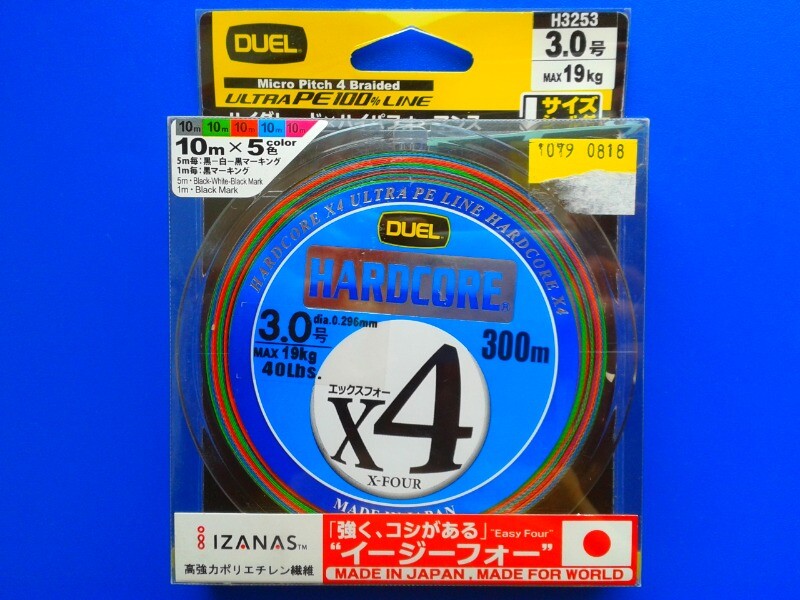 DUEL
H3253
3.0号
MAX 19kg
Micro Pitch 4 Braided
ULTRA PE100% LINE
サイズ
10m 10m 10m 10m 10m
10m×5色 color
5m毎:黒-白-黒マーキング
1m毎:黒マーキング
5m・Black-White-Black Mark
1m・Black Mark
1079 0818
HARDCORE X4 ULTRA PE LINE HARDCORE X4
DUEL
HARDCORE®
3.0号 dia.0.296mm
MAX 19kg
40Lbs.
300m
エックスフォー
X4
X-FOUR
MADE IN JAPAN
IZANAS™
高強力ポリエチレン繊維
「強く、コシがある」 "Easy Four"
"イージーフォー"
MADE IN JAPAN, MADE FOR WORLD